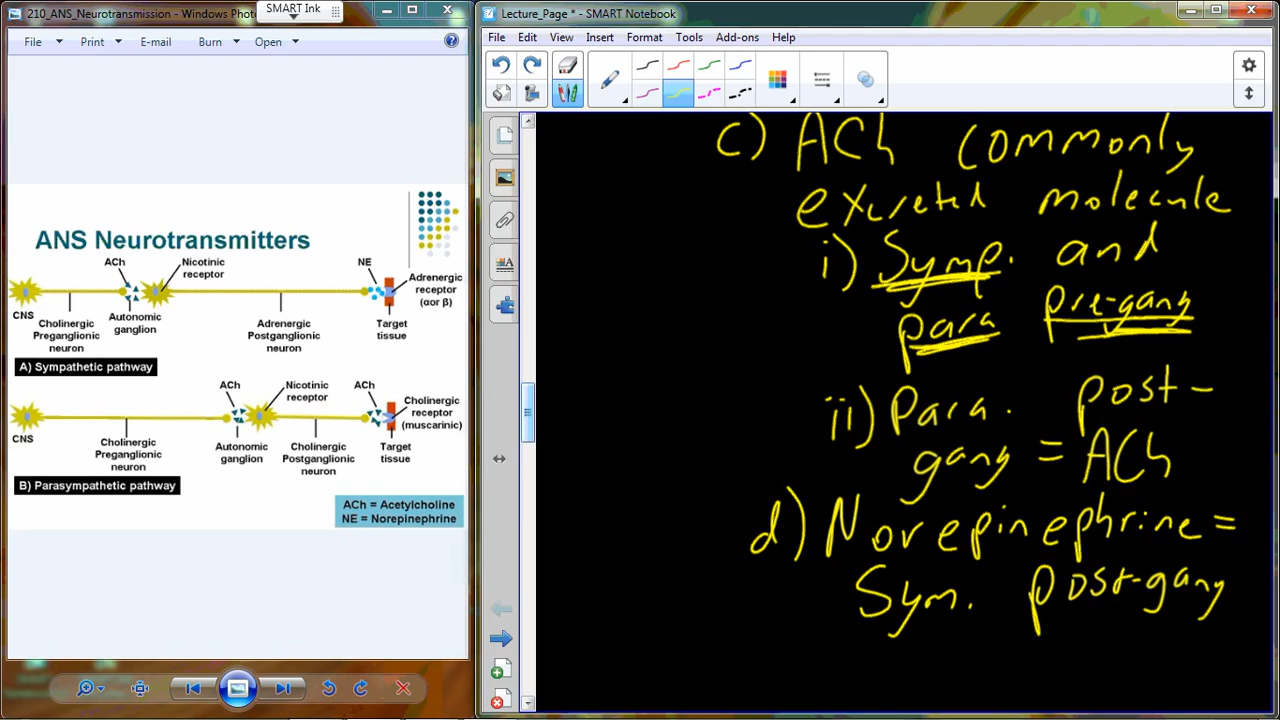 210_ANS_Neurotransmission - Windows Phot
SMART Ink
File Print E-mail Burn Open
ANS Neurotransmitters
ACh
Nicotinic
receptor
NE
Adrenergic
receptor
(αor β)
CNS
Cholinergic
Preganglionic
neuron
Autonomic
ganglion
Adrenergic
Postganglionic
neuron
Target
tissue
A) Sympathetic pathway
ACh
Nicotinic
receptor
ACh
Cholinergic
receptor
(muscarinic)
CNS
Cholinergic
Preganglionic
neuron
Autonomic
ganglion
Cholinergic
Postganglionic
neuron
Target
tissue
B) Parasympathetic pathway
ACh = Acetylcholine
NE = Norepinephrine
Lecture_Page * - SMART Notebook
File Edit View Insert Format Tools Add-ons Help
c) ACh commonly
excreted molecule
i) Symp. and
para pre-gang
ii) Para. post-
gang = ACh
d) Norepinephrine =
Sym. post-gang